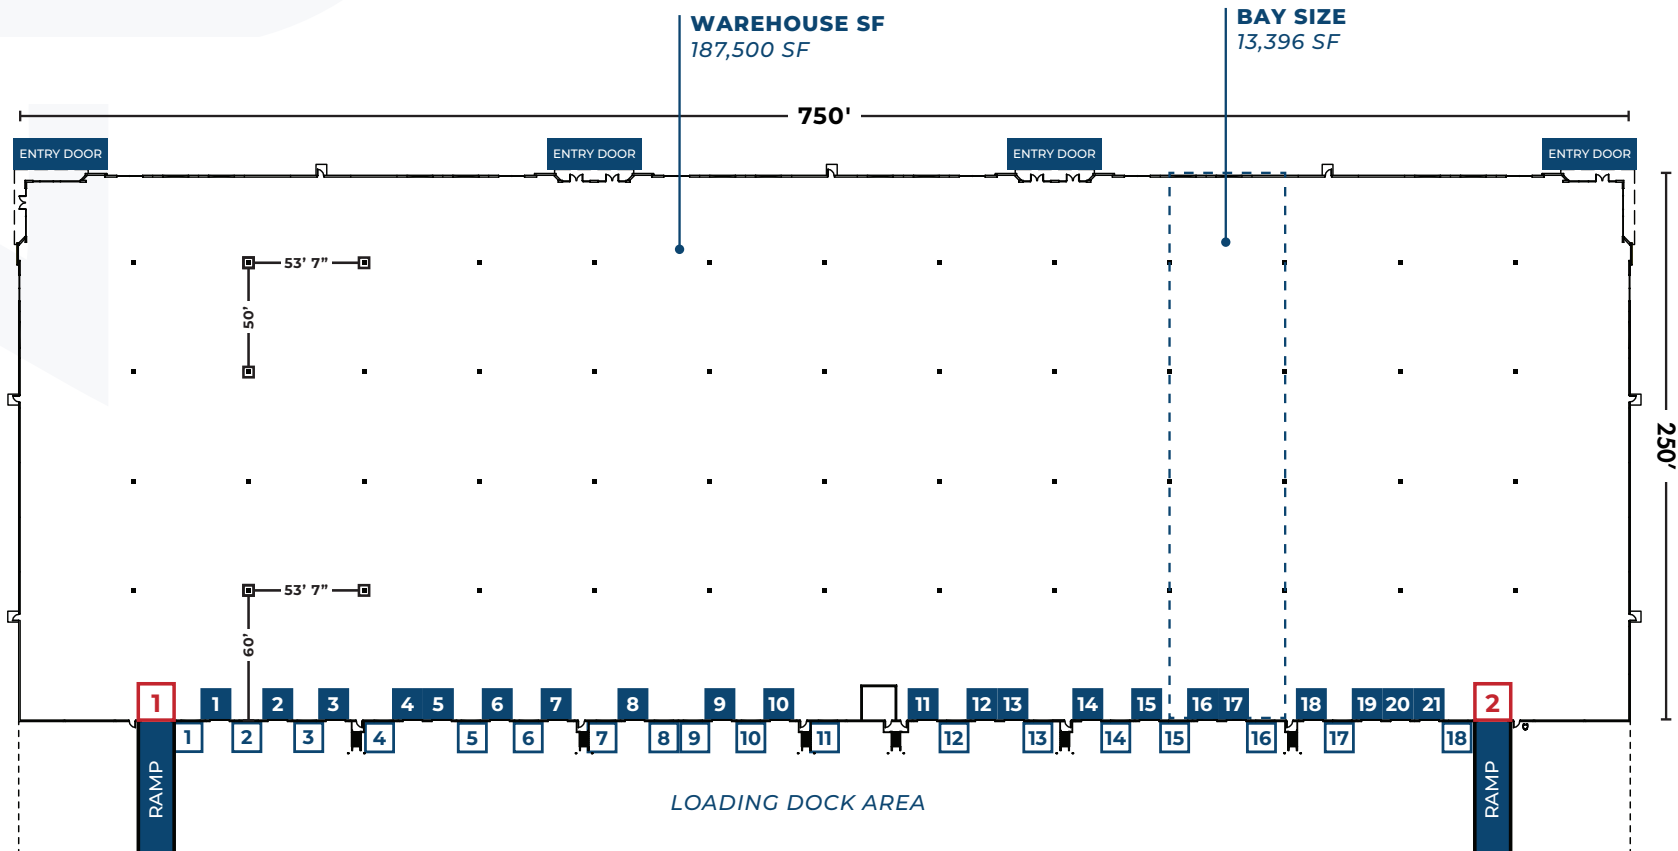 WAREHOUSE SF
187,500 SF
BAY SIZE
13,396 SF
750'
ENTRY DOOR
ENTRY DOOR
ENTRY DOOR
ENTRY DOOR
53' 7”
50'
250'
53' 7”
60'
1 1 2 3 4 5 6 7 8 9 10 11 12 13 14 15 16 17 18 19 20 21 2
1 2 3 4 5 6 7 8 9 10 11 12 13 14 15 16 17 18
RAMP
RAMP
LOADING DOCK AREA